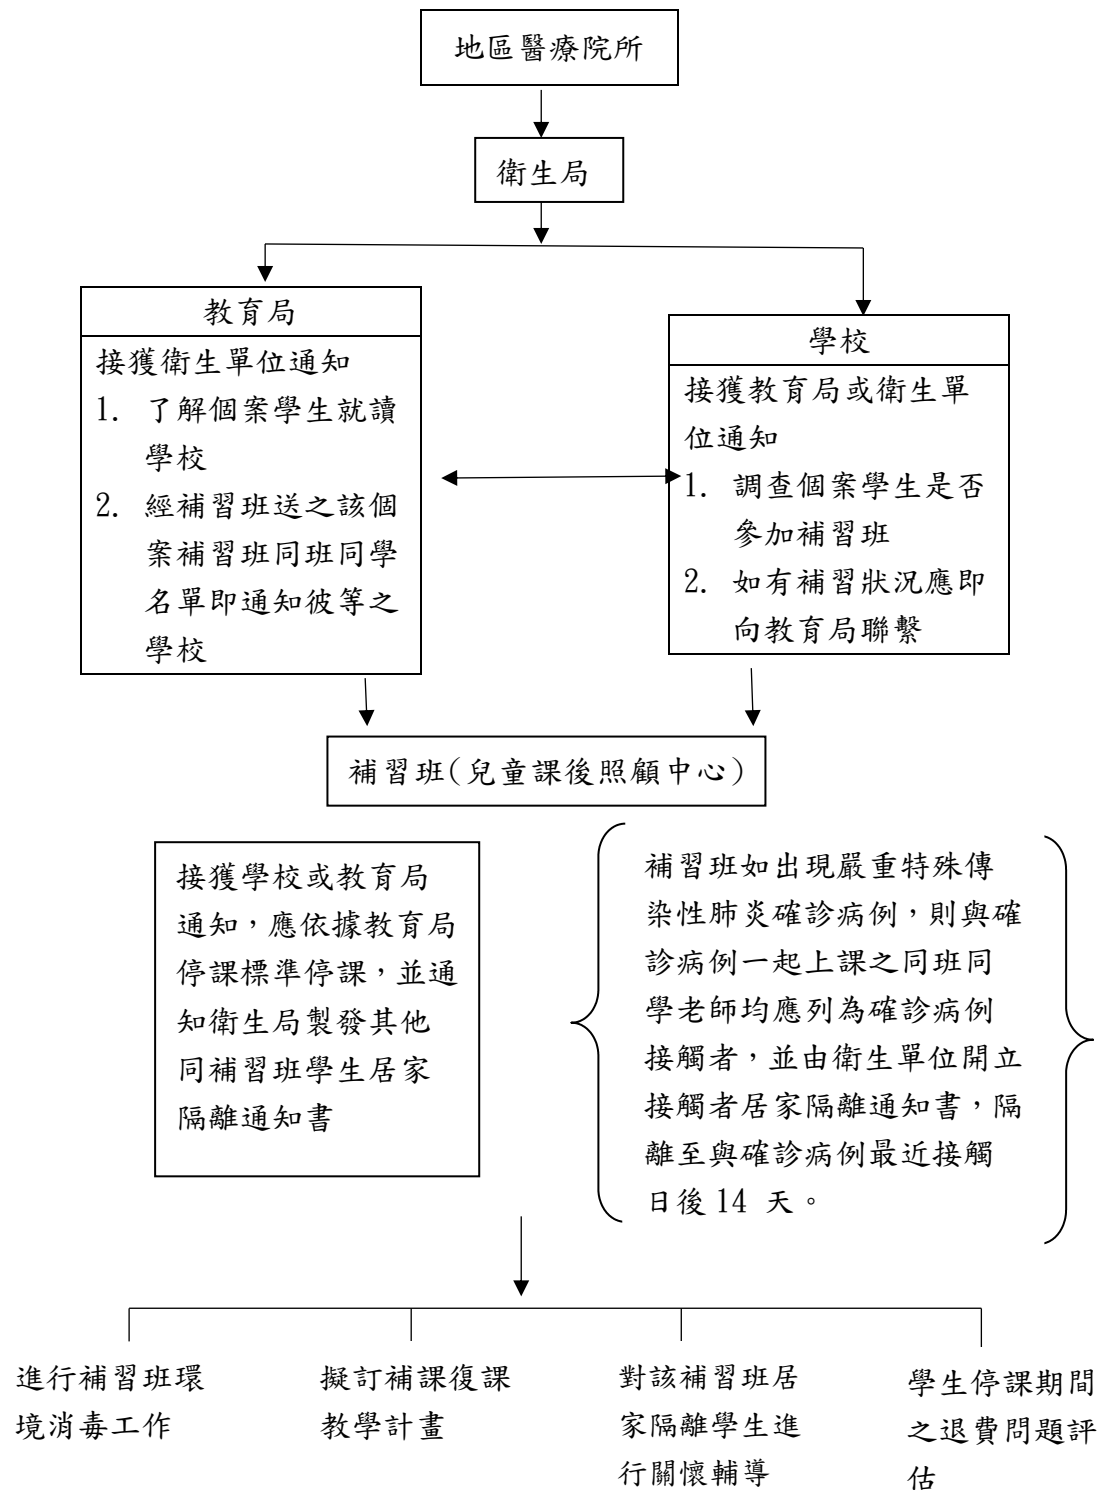 地區醫療院所
衛生局
教育局
接獲衛生單位通知
1. 了解個案學生就讀
學校
2. 經補習班送之該個
案補習班同班同學
名單即通知彼等之
學校
學校
接獲教育局或衛生單
位通知
1. 調查個案學生是否
參加補習班
2. 如有補習狀況應即
向教育局聯繫
補習班(兒童課後照顧中心)
接獲學校或教育局
通知，應依據教育局
停課標準停課，並通
知衛生局製發其他
同補習班學生居家
隔離通知書
補習班如出現嚴重特殊傳
染性肺炎確診病例，則與確
診病例一起上課之同班同
學老師均應列為確診病例
接觸者，並由衛生單位開立
接觸者居家隔離通知書，隔
離至與確診病例最近接觸
日後 14 天。
進行補習班環
境消毒工作
擬訂補課復課
教學計畫
對該補習班居
家隔離學生進
行關懷輔導
學生停課期間
之退費問題評
估